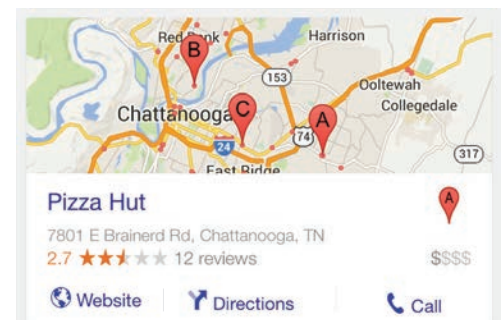 Red Bank
Harrison
B
153
Ooltewah
Chattanooga
C
A
Collegedale
24
74
317
East Ridge
Pizza Hut
A
7801 E Brainerd Rd, Chattanooga, TN
2.7 12 reviews
$$$$$
Website
Directions
Call